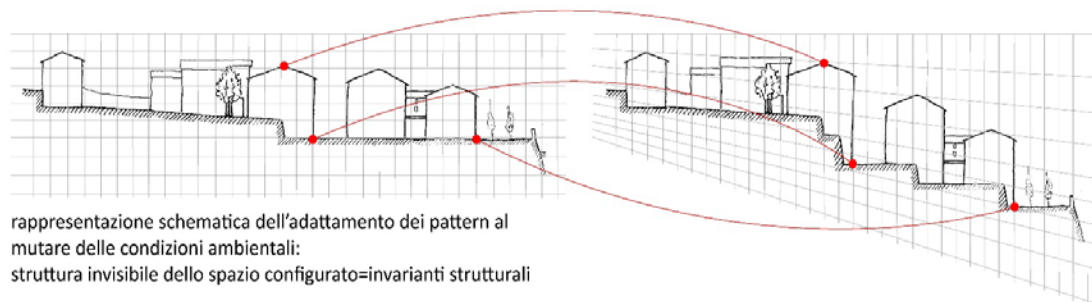 rappresentazione schematica dell'adattamento dei pattern al
mutare delle condizioni ambientali:
struttura invisibile dello spazio configurato=invarianti strutturali